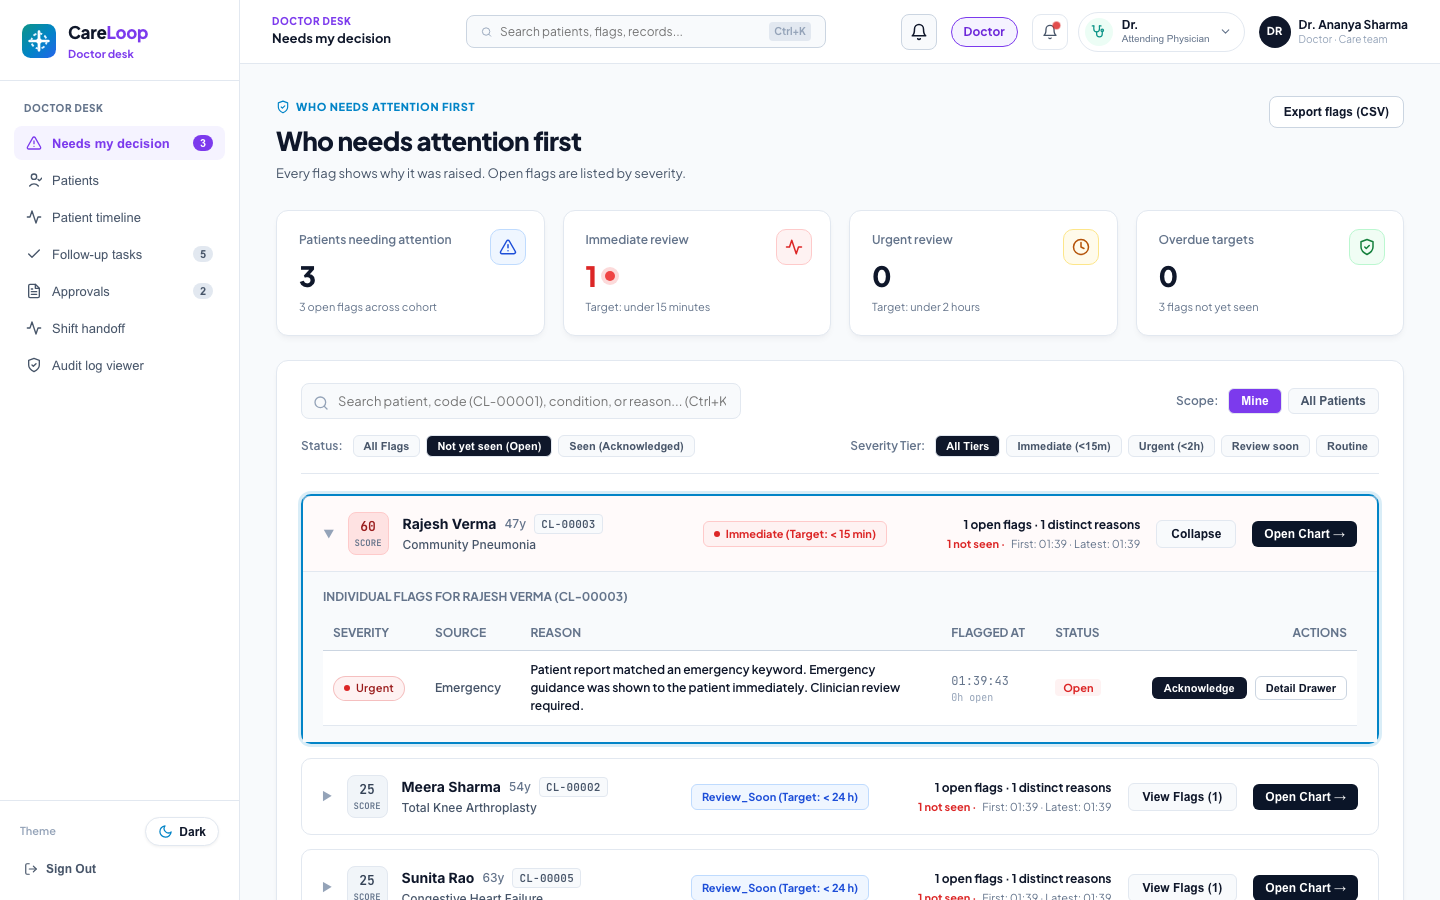 CareLoop
Doctor desk
DOCTOR DESK
Needs my decision 3
Patients
Patient timeline
Follow-up tasks 5
Approvals 2
Shift handoff
Audit log viewer
Theme Dark
Sign Out
DOCTOR DESK
Needs my decision
Search patients, flags, records... Ctrl+K
Doctor
Dr.
Attending Physician
DR
Dr. Ananya Sharma
Doctor · Care team
WHO NEEDS ATTENTION FIRST
Who needs attention first
Every flag shows why it was raised. Open flags are listed by severity.
Export flags (CSV)
Patients needing attention
3
3 open flags across cohort
Immediate review
1
Target: under 15 minutes
Urgent review
0
Target: under 2 hours
Overdue targets
0
3 flags not yet seen
Search patient, code (CL-00001), condition, or reason... (Ctrl+K
Scope: Mine All Patients
Status: All Flags Not yet seen (Open) Seen (Acknowledged)
Severity Tier: All Tiers Immediate (<15m) Urgent (<2h) Review soon Routine
60
SCORE
Rajesh Verma 47y CL-00003
Community Pneumonia
Immediate (Target: < 15 min)
1 open flags · 1 distinct reasons
1 not seen · First: 01:39 · Latest: 01:39
Collapse
Open Chart →
INDIVIDUAL FLAGS FOR RAJESH VERMA (CL-00003)
SEVERITY SOURCE REASON FLAGGED AT STATUS ACTIONS
Urgent
Emergency
Patient report matched an emergency keyword. Emergency
guidance was shown to the patient immediately. Clinician review
required.
01:39:43
0h open
Open
Acknowledge
Detail Drawer
25
SCORE
Meera Sharma 54y CL-00002
Total Knee Arthroplasty
Review_Soon (Target: < 24 h)
1 open flags · 1 distinct reasons
1 not seen · First: 01:39 · Latest: 01:39
View Flags (1)
Open Chart →
25
SCORE
Sunita Rao 63y CL-00005
Congestive Heart Failure
Review_Soon (Target: < 24 h)
1 open flags · 1 distinct reasons
1 not seen · First: 01:39 · Latest: 01:39
View Flags (1)
Open Chart →